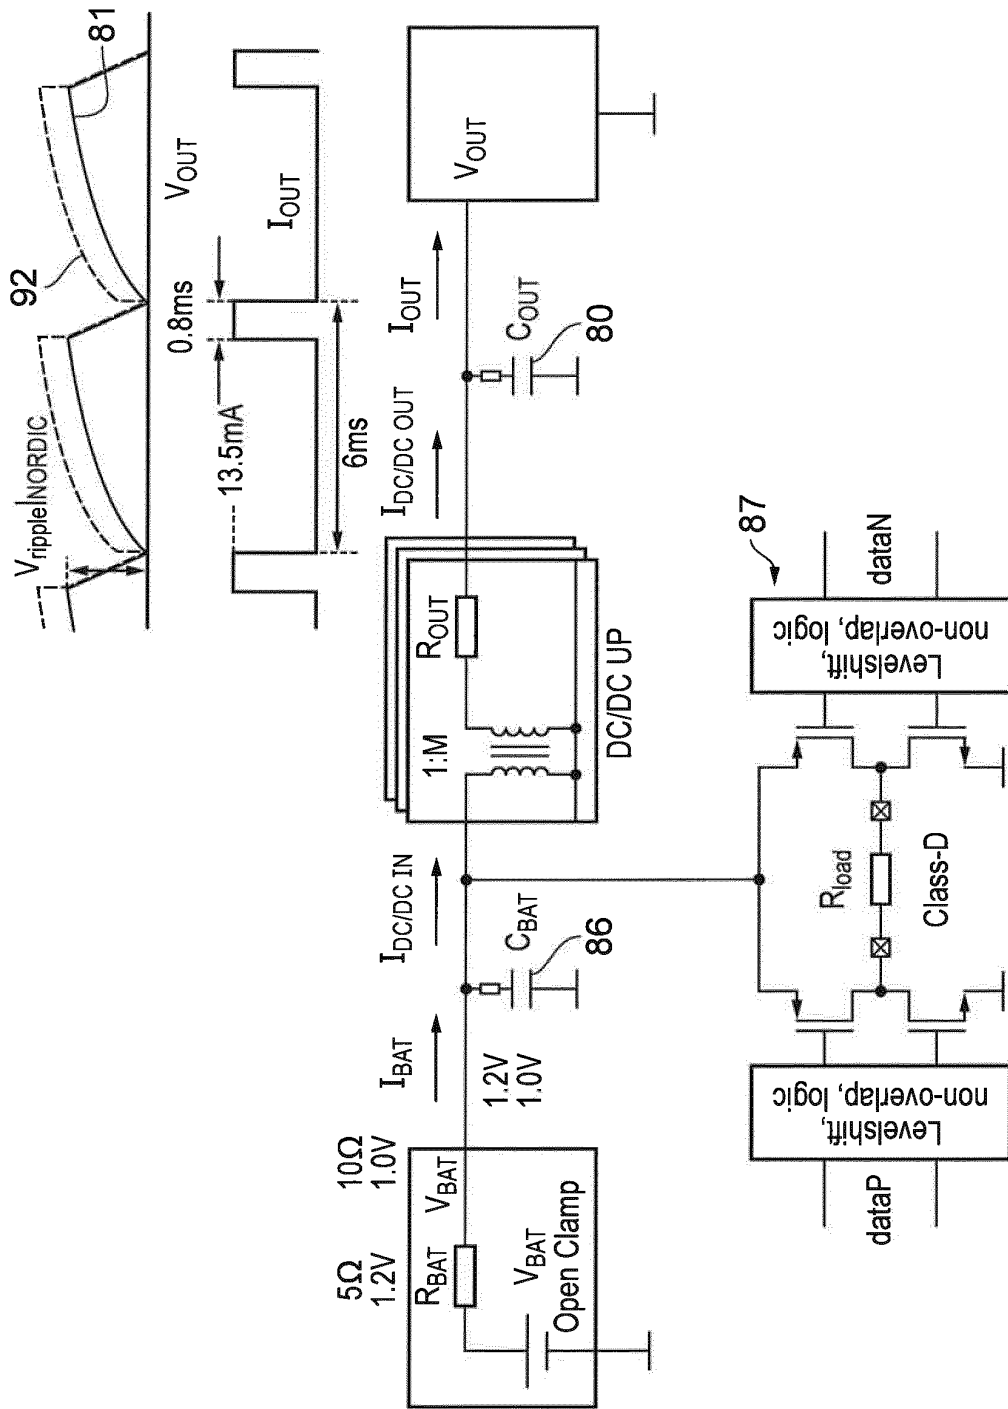 V_ripple|NORDIC
92
81
V_OUT
0.8ms
13.5mA
I_OUT
6ms
5Ω 10Ω
1.2V 1.0V
V_BAT
R_BAT
V_BAT
Open Clamp
I_BAT
1.2V
1.0V
I_DC/DC IN
C_BAT
86
1:M
R_OUT
DC/DC UP
I_DC/DC OUT
I_OUT
C_OUT
80
V_OUT
dataP
Levelshift,
non-overlap, logic
R_load
Class-D
Levelshift,
non-overlap, logic
dataN
87